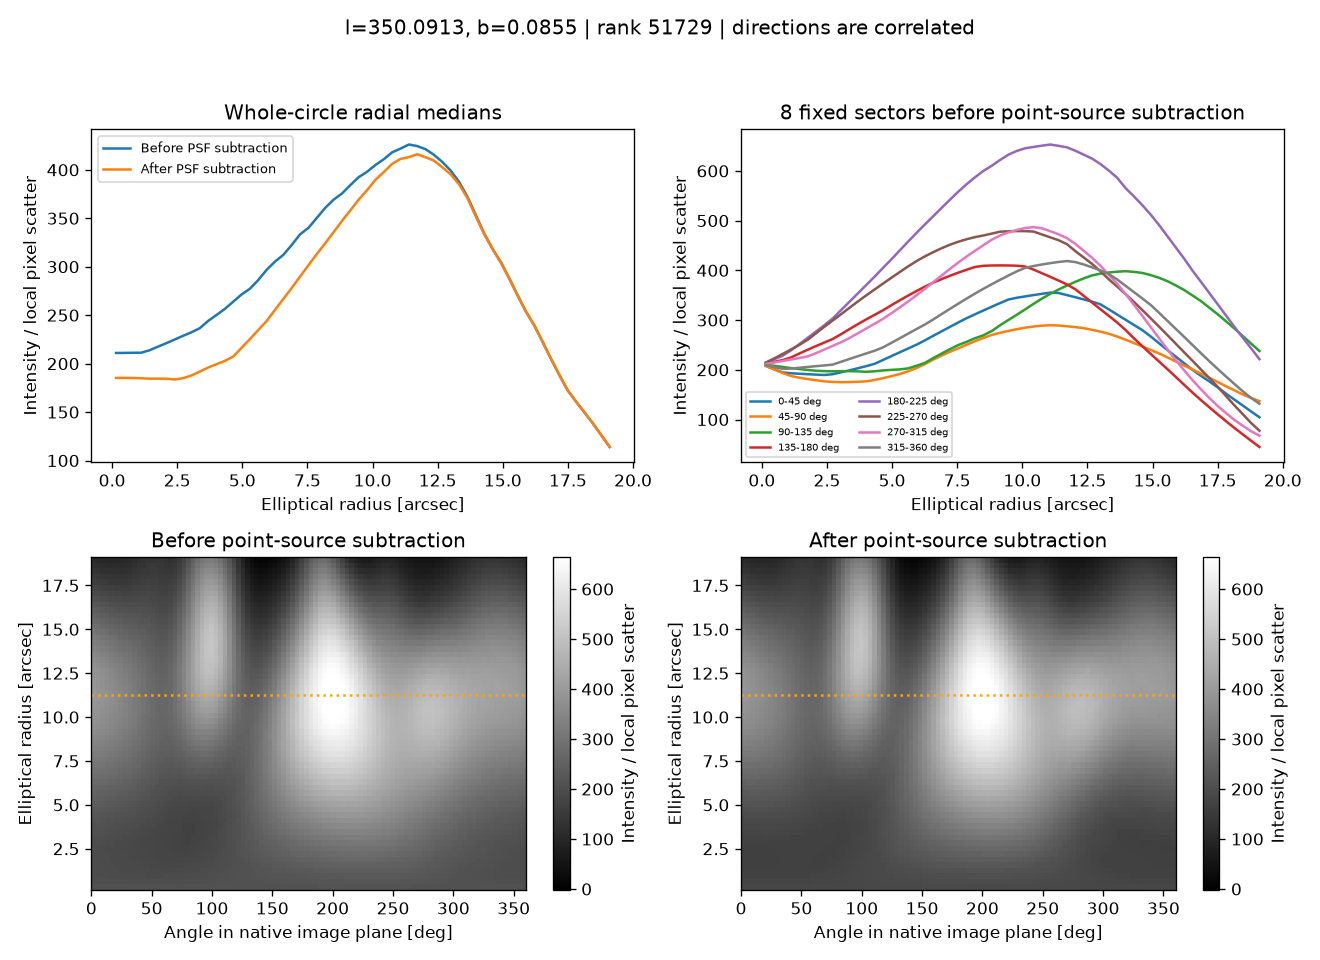 l=350.0913, b=0.0855 | rank 51729 | directions are correlated
Whole-circle radial medians
Before PSF subtraction
After PSF subtraction
Intensity / local pixel scatter
400
350
300
250
200
150
100
0.0 2.5 5.0 7.5 10.0 12.5 15.0 17.5 20.0
Elliptical radius [arcsec]
8 fixed sectors before point-source subtraction
Intensity / local pixel scatter
600
500
400
300
200
100
0-45 deg
45-90 deg
90-135 deg
135-180 deg
180-225 deg
225-270 deg
270-315 deg
315-360 deg
0.0 2.5 5.0 7.5 10.0 12.5 15.0 17.5 20.0
Elliptical radius [arcsec]
Before point-source subtraction
Elliptical radius [arcsec]
17.5
15.0
12.5
10.0
7.5
5.0
2.5
0 50 100 150 200 250 300 350
Angle in native image plane [deg]
600
500
400
300
200
100
0
Intensity / local pixel scatter
After point-source subtraction
Elliptical radius [arcsec]
17.5
15.0
12.5
10.0
7.5
5.0
2.5
0 50 100 150 200 250 300 350
Angle in native image plane [deg]
600
500
400
300
200
100
0
Intensity / local pixel scatter